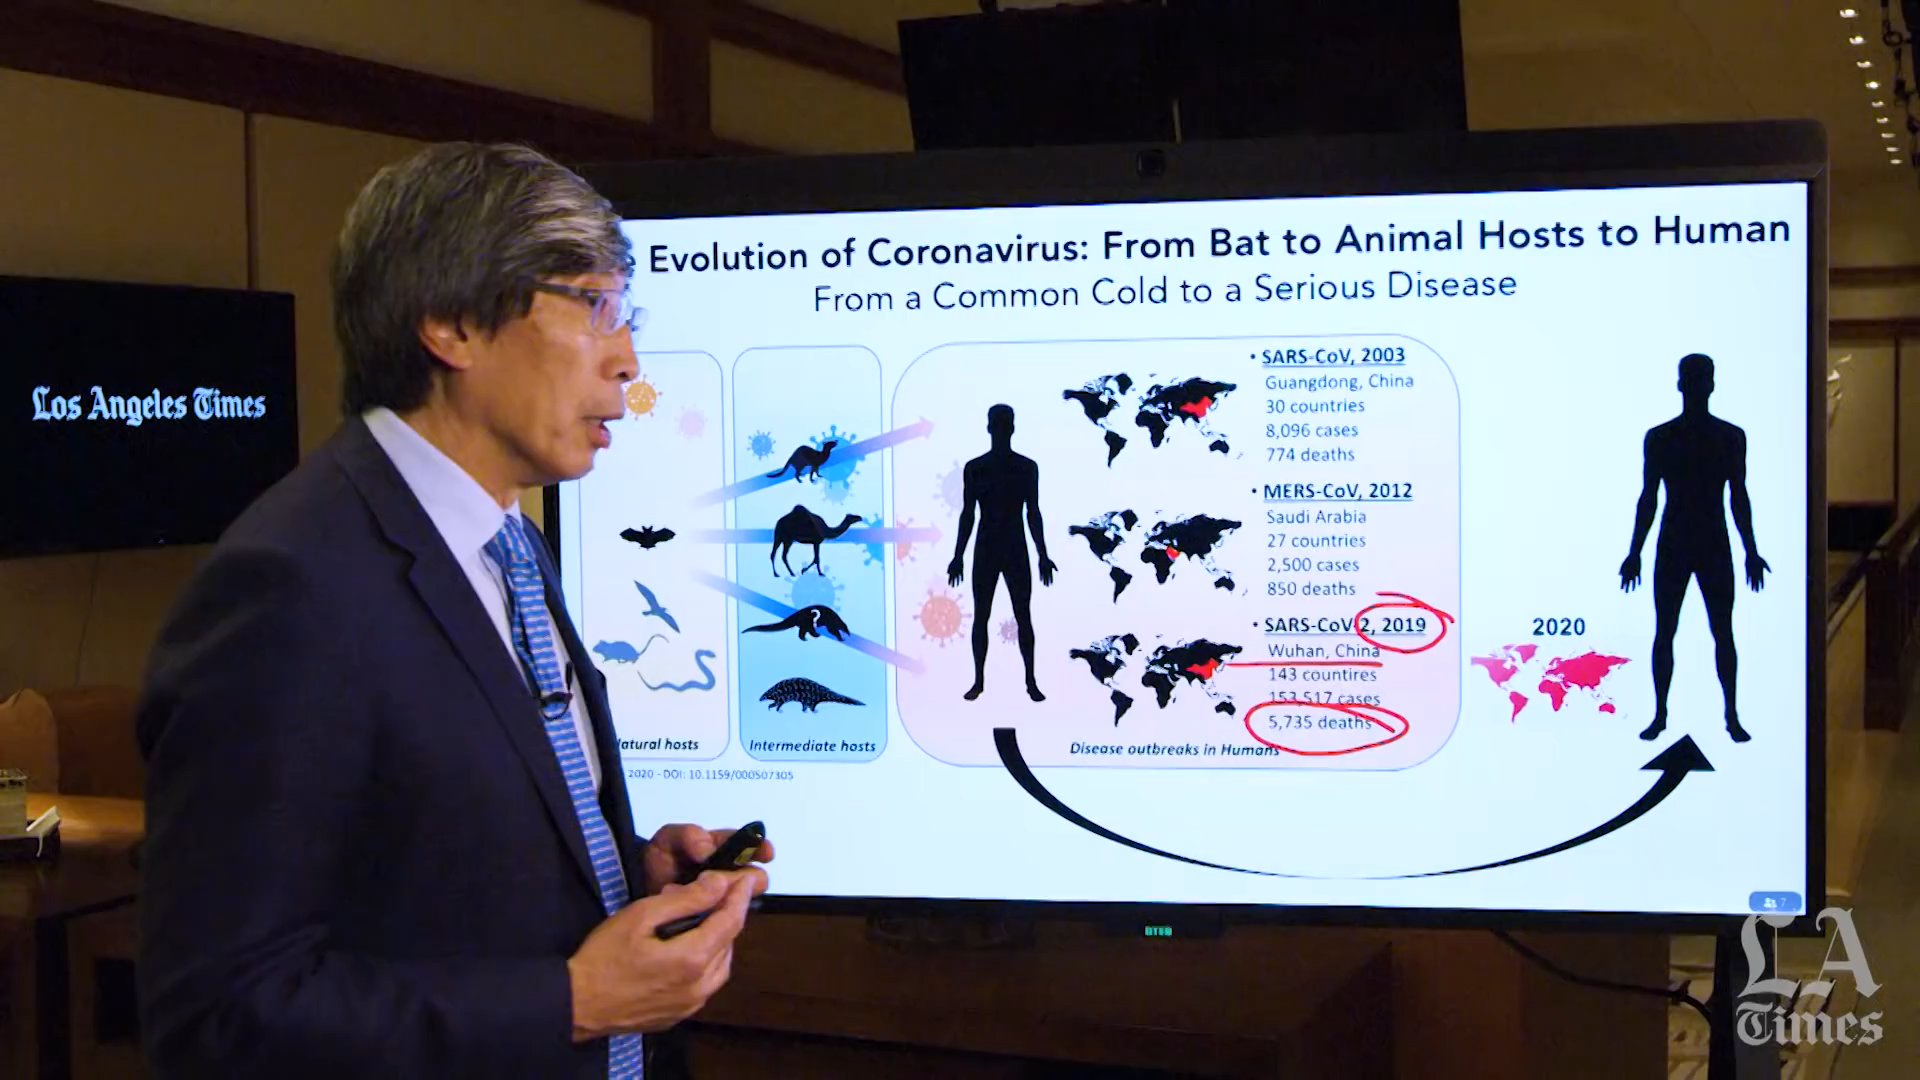 Los Angeles Times
Evolution of Coronavirus: From Bat to Animal Hosts to Human
From a Common Cold to a Serious Disease
• SARS-CoV, 2003
Guangdong, China
30 countries
8,096 cases
774 deaths
• MERS-CoV, 2012
Saudi Arabia
27 countries
2,500 cases
850 deaths
• SARS-CoV-2, 2019
Wuhan, China
143 countires
153,517 cases
5,735 deaths
?
2020
atural hosts
Intermediate hosts
Disease outbreaks in Humans
2020 - DOI: 10.1159/000507305
7
LA
Times